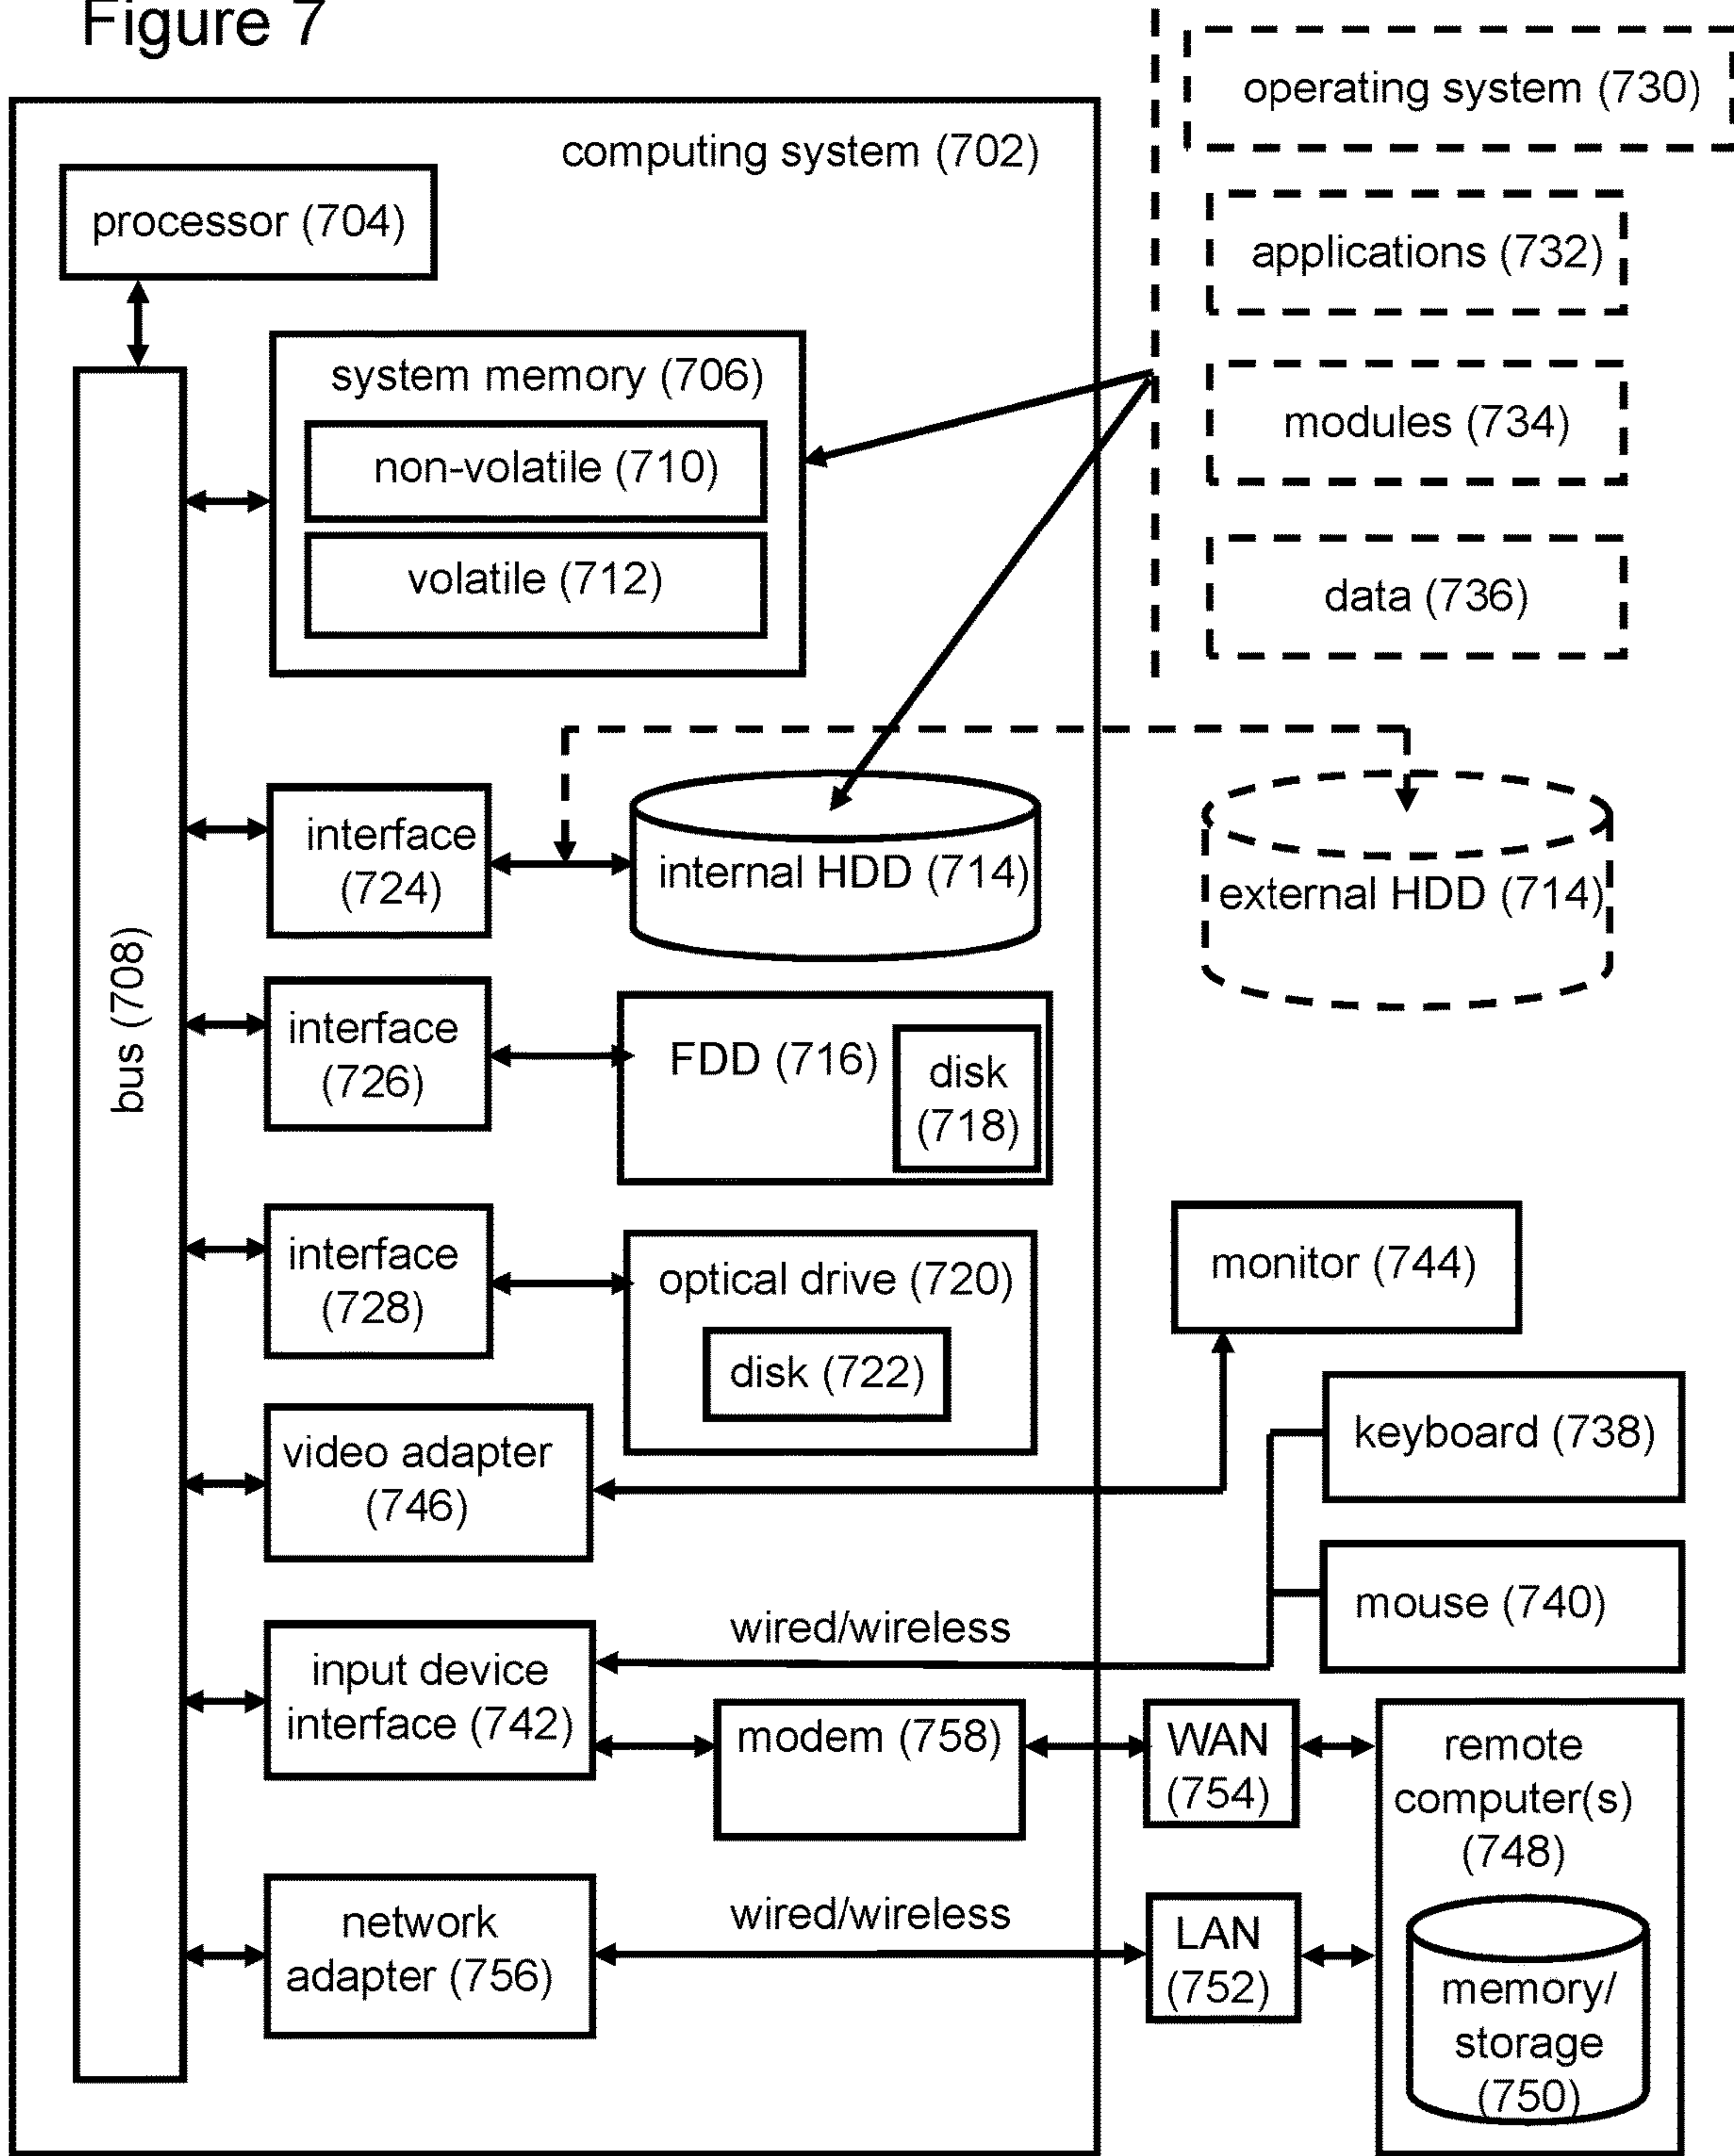 Figure 7
operating system (730)
computing system (702)
processor (704)
applications (732)
system memory (706)
modules (734)
non-volatile (710)
volatile (712)
data (736)
interface
(724)
internal HDD (714)
external HDD (714)
bus (708)
interface
(726)
FDD (716)
disk
(718)
interface
(728)
optical drive (720)
disk (722)
monitor (744)
video adapter
(746)
keyboard (738)
mouse (740)
wired/wireless
input device
interface (742)
modem (758)
WAN
(754)
remote
computer(s)
(748)
network
adapter (756)
wired/wireless
LAN
(752)
memory/
storage
(750)